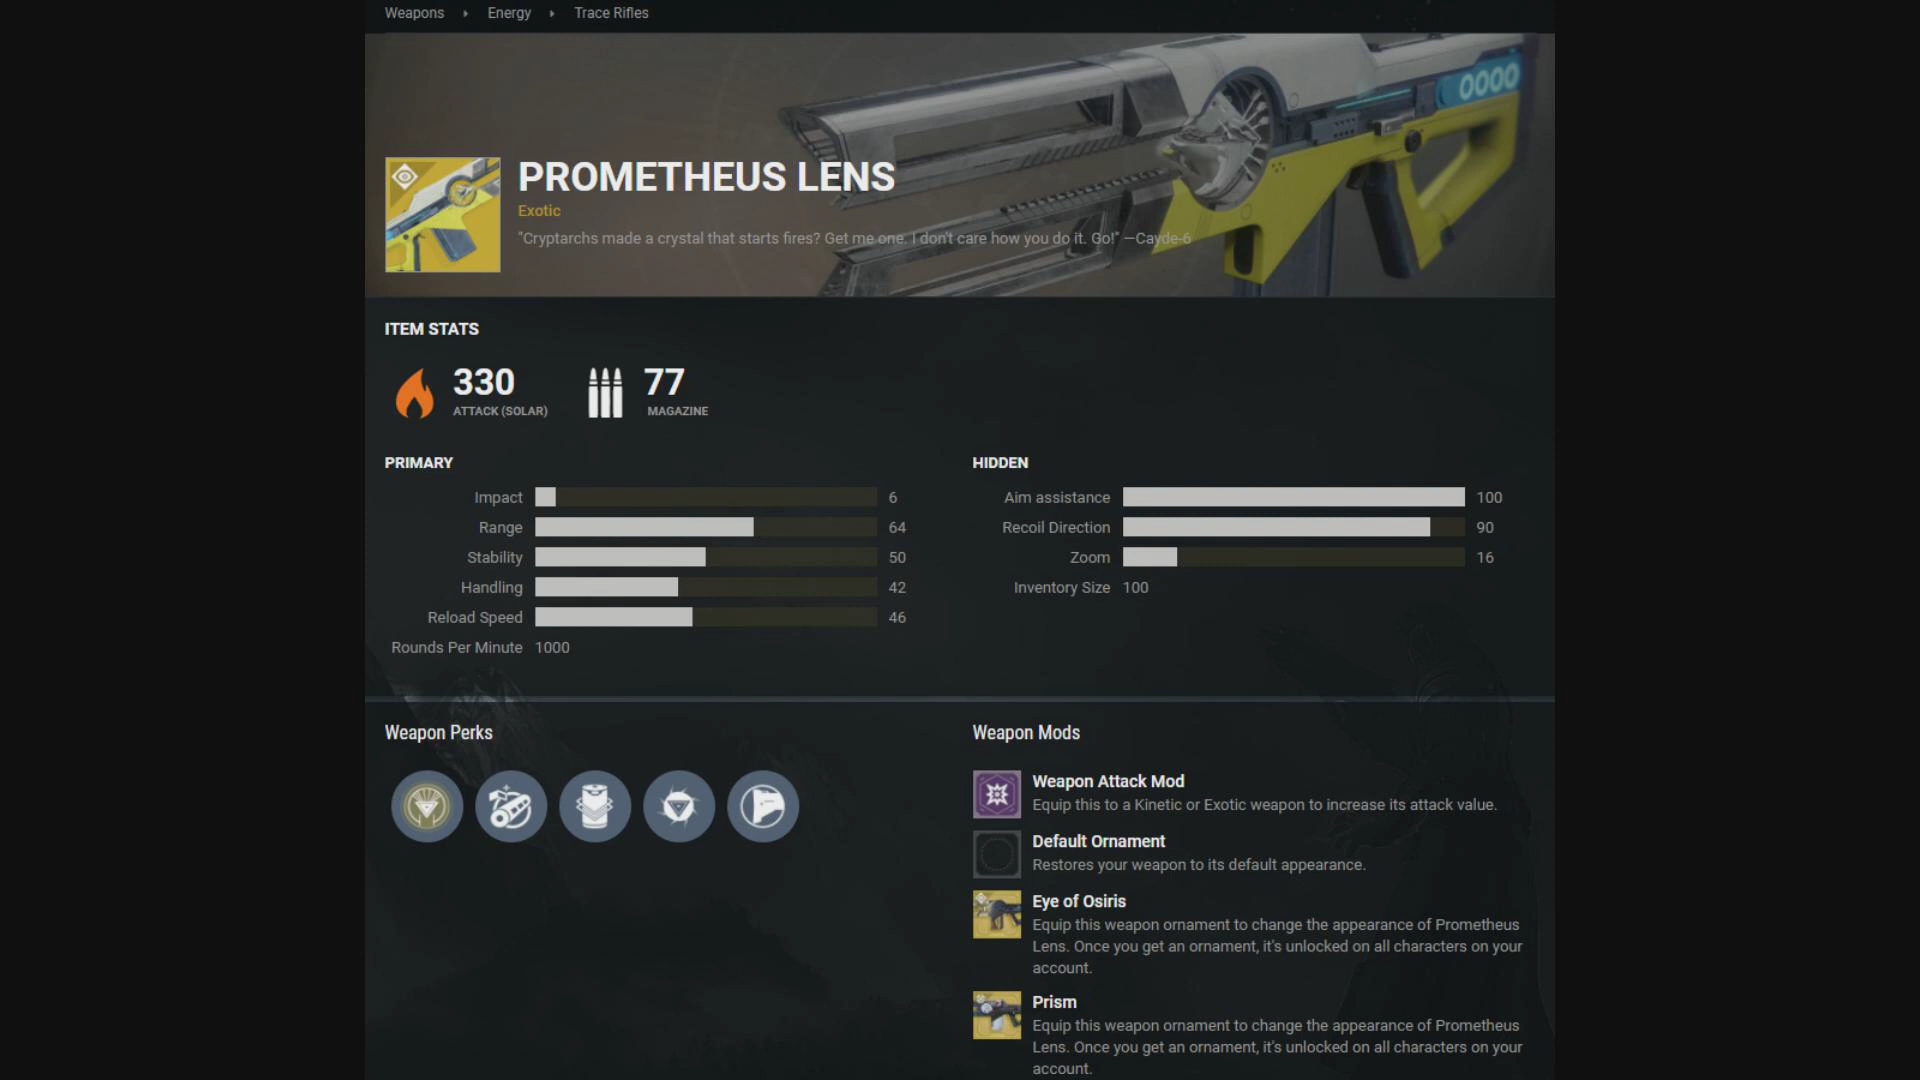 Weapons Energy Trace Rifles
0000
PROMETHEUS LENS
Exotic
"Cryptarchs made a crystal that starts fires? Get me one. I don't care how you do it. Go!" —Cayde-6
ITEM STATS
330
ATTACK (SOLAR)
77
MAGAZINE
PRIMARY
Impact 6
Range 64
Stability 50
Handling 42
Reload Speed 46
Rounds Per Minute 1000
HIDDEN
Aim assistance 100
Recoil Direction 90
Zoom 16
Inventory Size 100
Weapon Perks
Weapon Mods
Weapon Attack Mod
Equip this to a Kinetic or Exotic weapon to increase its attack value.
Default Ornament
Restores your weapon to its default appearance.
Eye of Osiris
Equip this weapon ornament to change the appearance of Prometheus
Lens. Once you get an ornament, it's unlocked on all characters on your
account.
Prism
Equip this weapon ornament to change the appearance of Prometheus
Lens. Once you get an ornament, it's unlocked on all characters on your
account.